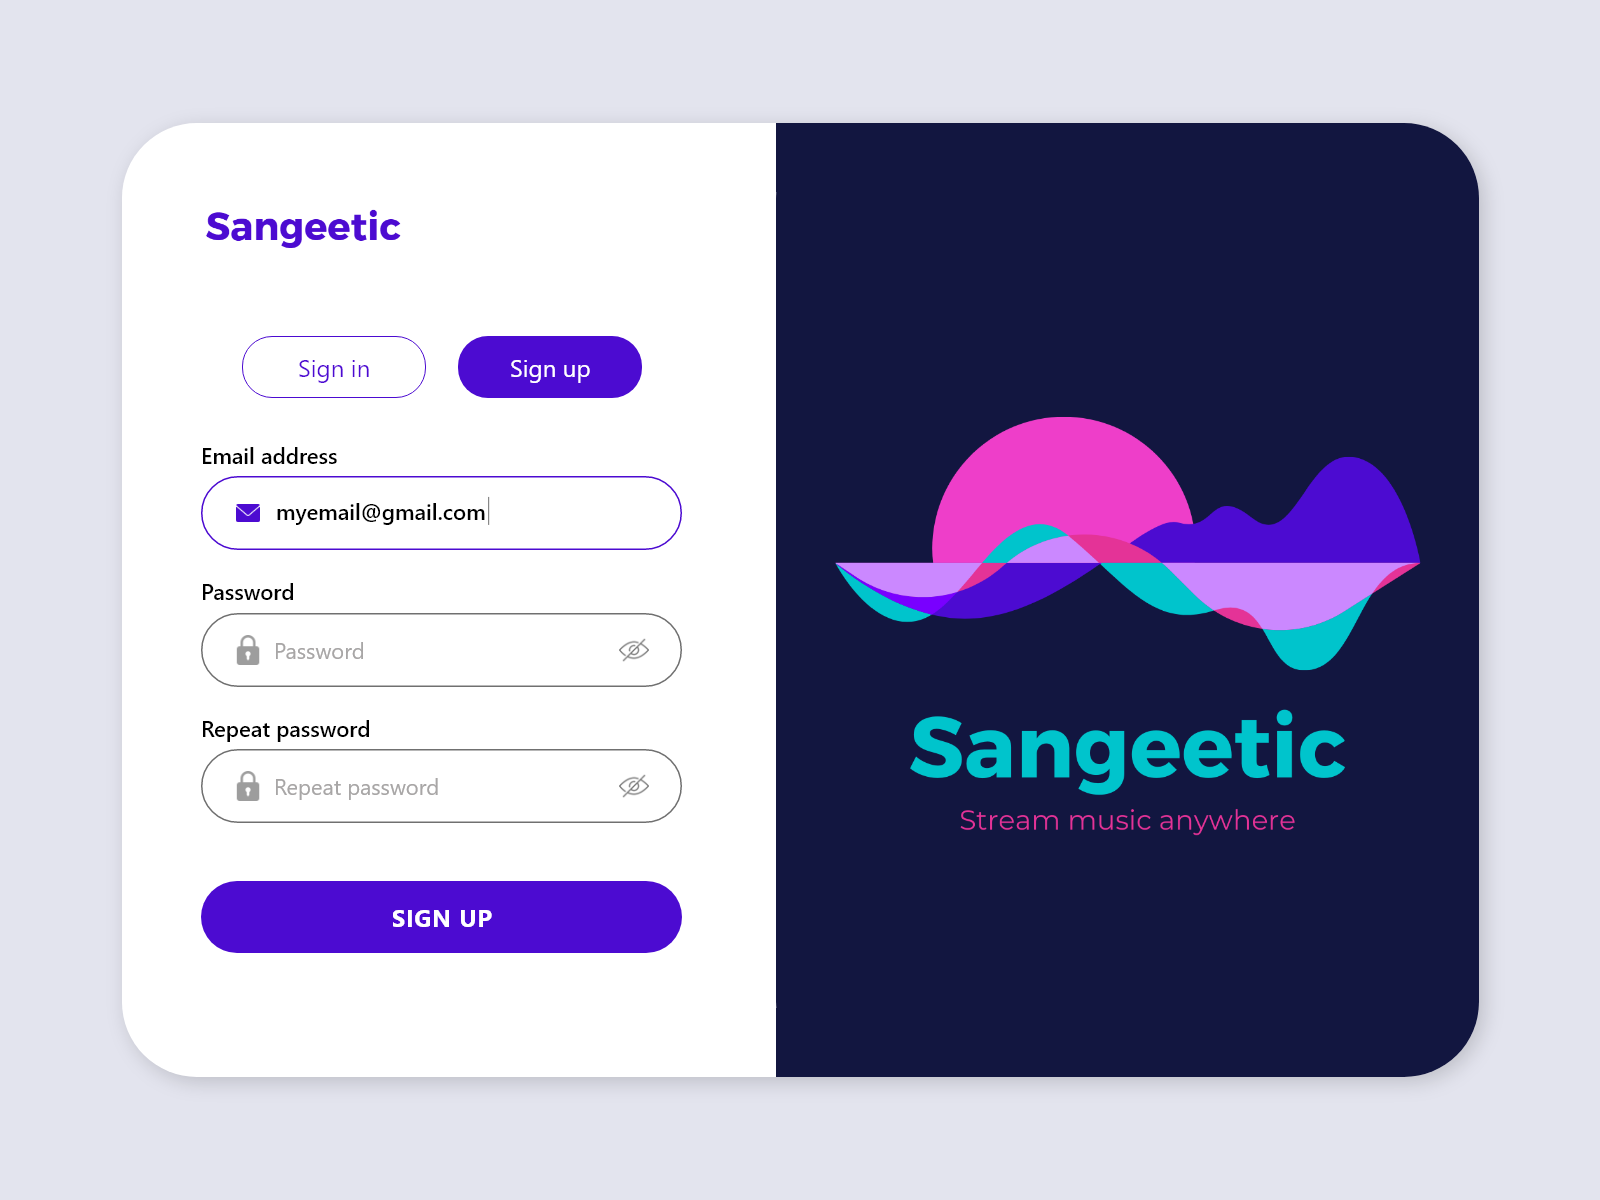 Sangeetic
Sign in
Sign up
Email address
myemail@gmail.com
Password
Password
Repeat password
Repeat password
SIGN UP
Sangeetic
Stream music anywhere